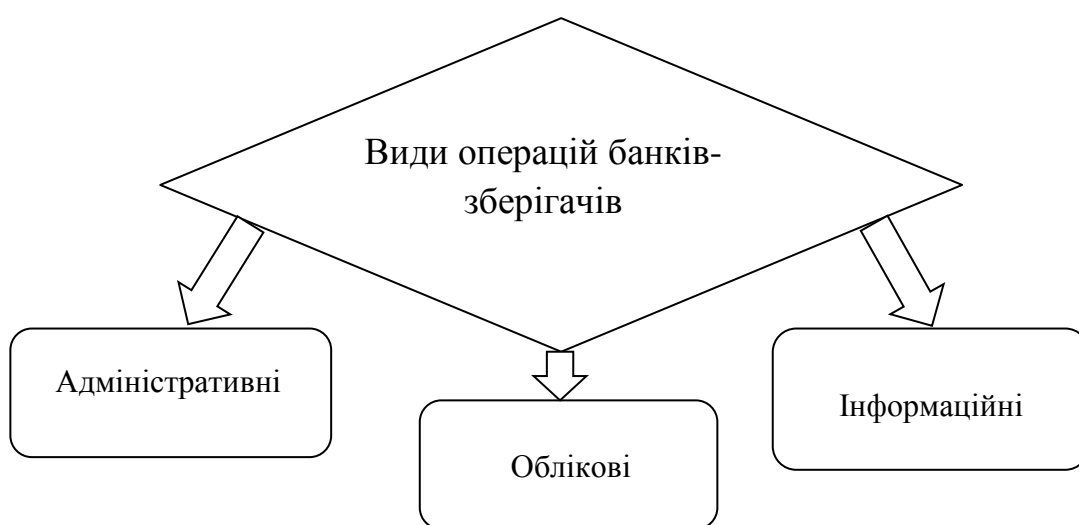 Види операцій банків-
зберігачів
Адміністративні
Облікові
Інформаційні